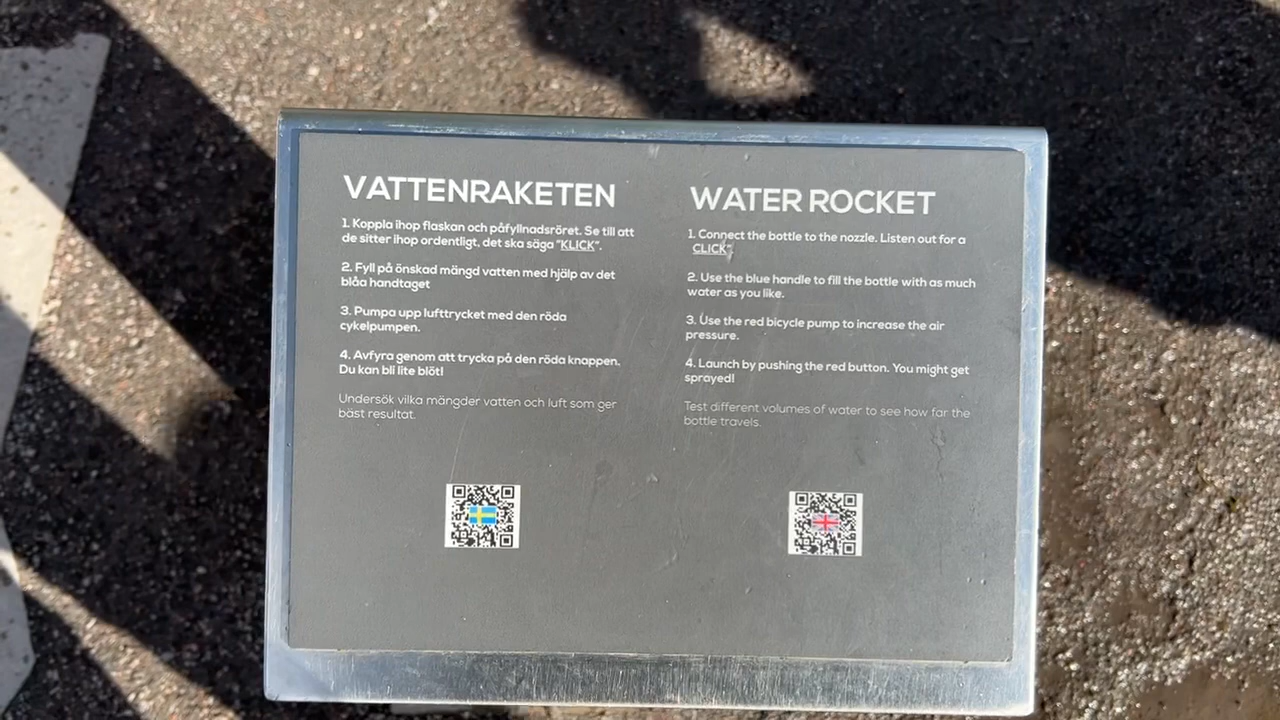 VATTENRAKETEN
1. Koppla ihop flaskan och påfyllnadsröret. Se till att
de sitter ihop ordentligt, det ska säga "KLICK".
2. Fyll på önskad mängd vatten med hjälp av det
blåa handtaget
3. Pumpa upp lufttrycket med den röda
cykelpumpen.
4. Avfyra genom att trycka på den röda knappen.
Du kan bli lite blöt!
Undersök vilka mängder vatten och luft som ger
bäst resultat.
WATER ROCKET
1. Connect the bottle to the nozzle. Listen out for a
CLICK".
2. Use the blue handle to fill the bottle with as much
water as you like.
3. Use the red bicycle pump to increase the air
pressure.
4. Launch by pushing the red button. You might get
sprayed!
Test different volumes of water to see how far the
bottle travels.